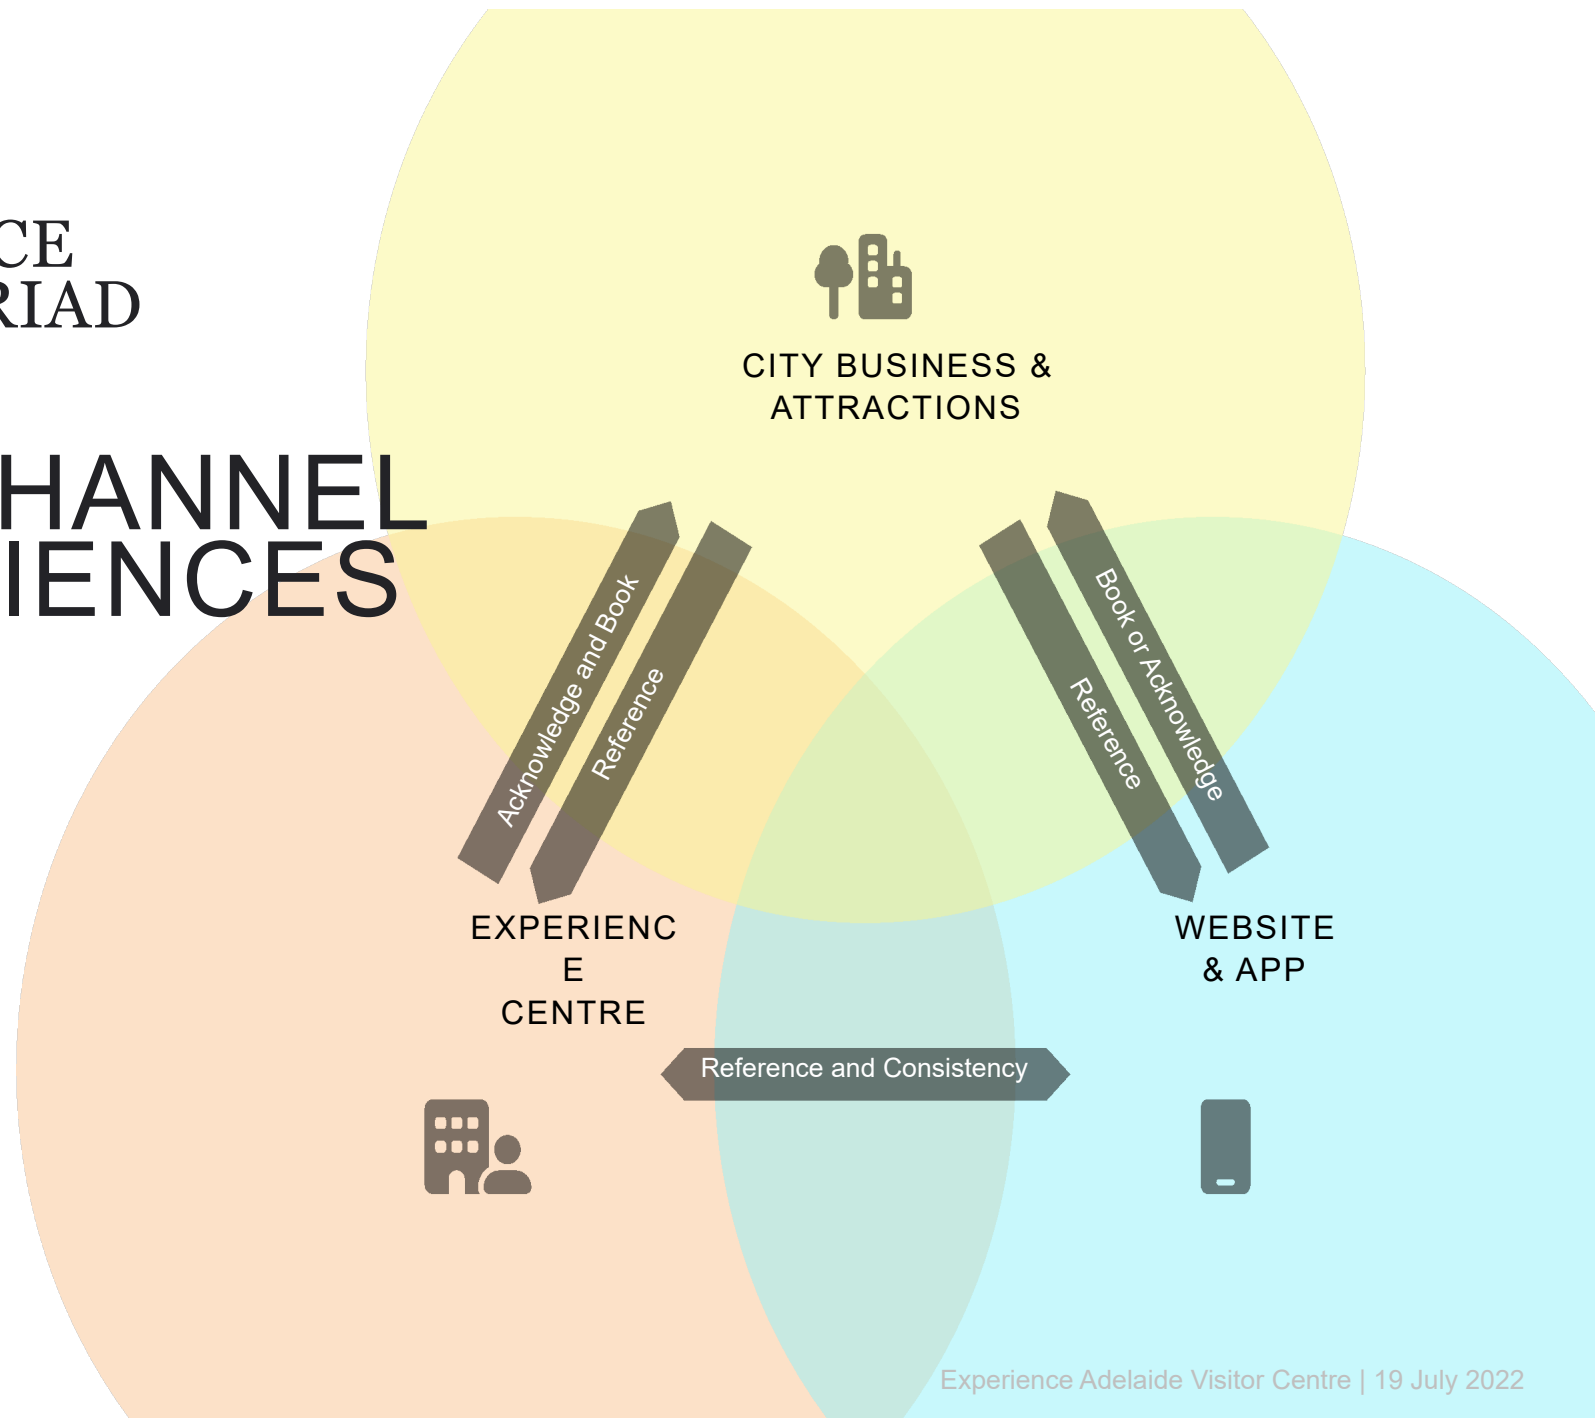 CE
RIAD
HANNEL
IENCES
CITY BUSINESS &
ATTRACTIONS
Acknowledge and Book
Reference
Reference
Book or Acknowledge
EXPERIENC
E
CENTRE
WEBSITE
& APP
Reference and Consistency
Experience Adelaide Visitor Centre | 19 July 2022